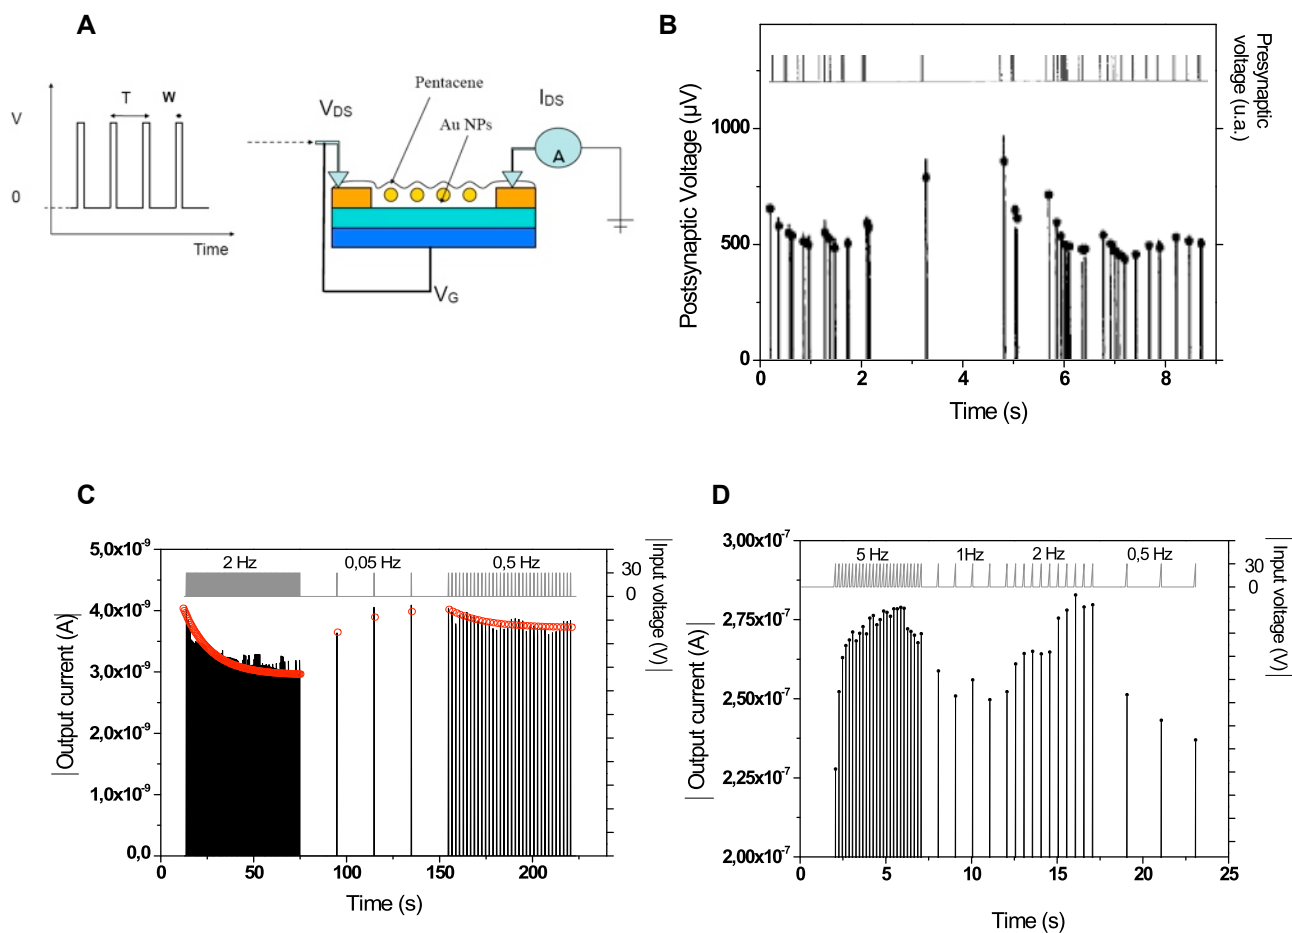 A
V
T
W
0
Time
Pentacene
VDS
Au NPs
IDS
A
VG
B
Postsynaptic Voltage (µV)
1000
500
0
0 2 4 6 8
Time (s)
Presynaptic
voltage (u.a.)
C
|Output current (A)|
5,0x10-9
4,0x10-9
3,0x10-9
2,0x10-9
1,0x10-9
0,0
2 Hz 0,05 Hz 0,5 Hz
30
0
|Input voltage|
(V)
0 50 100 150 200
Time (s)
D
|Output current (A)|
3,00x10-7
2,75x10-7
2,50x10-7
2,25x10-7
2,00x10-7
5 Hz 1Hz 2 Hz 0,5 Hz
30
0
|Input voltage|
(V)
0 5 10 15 20 25
Time (s)